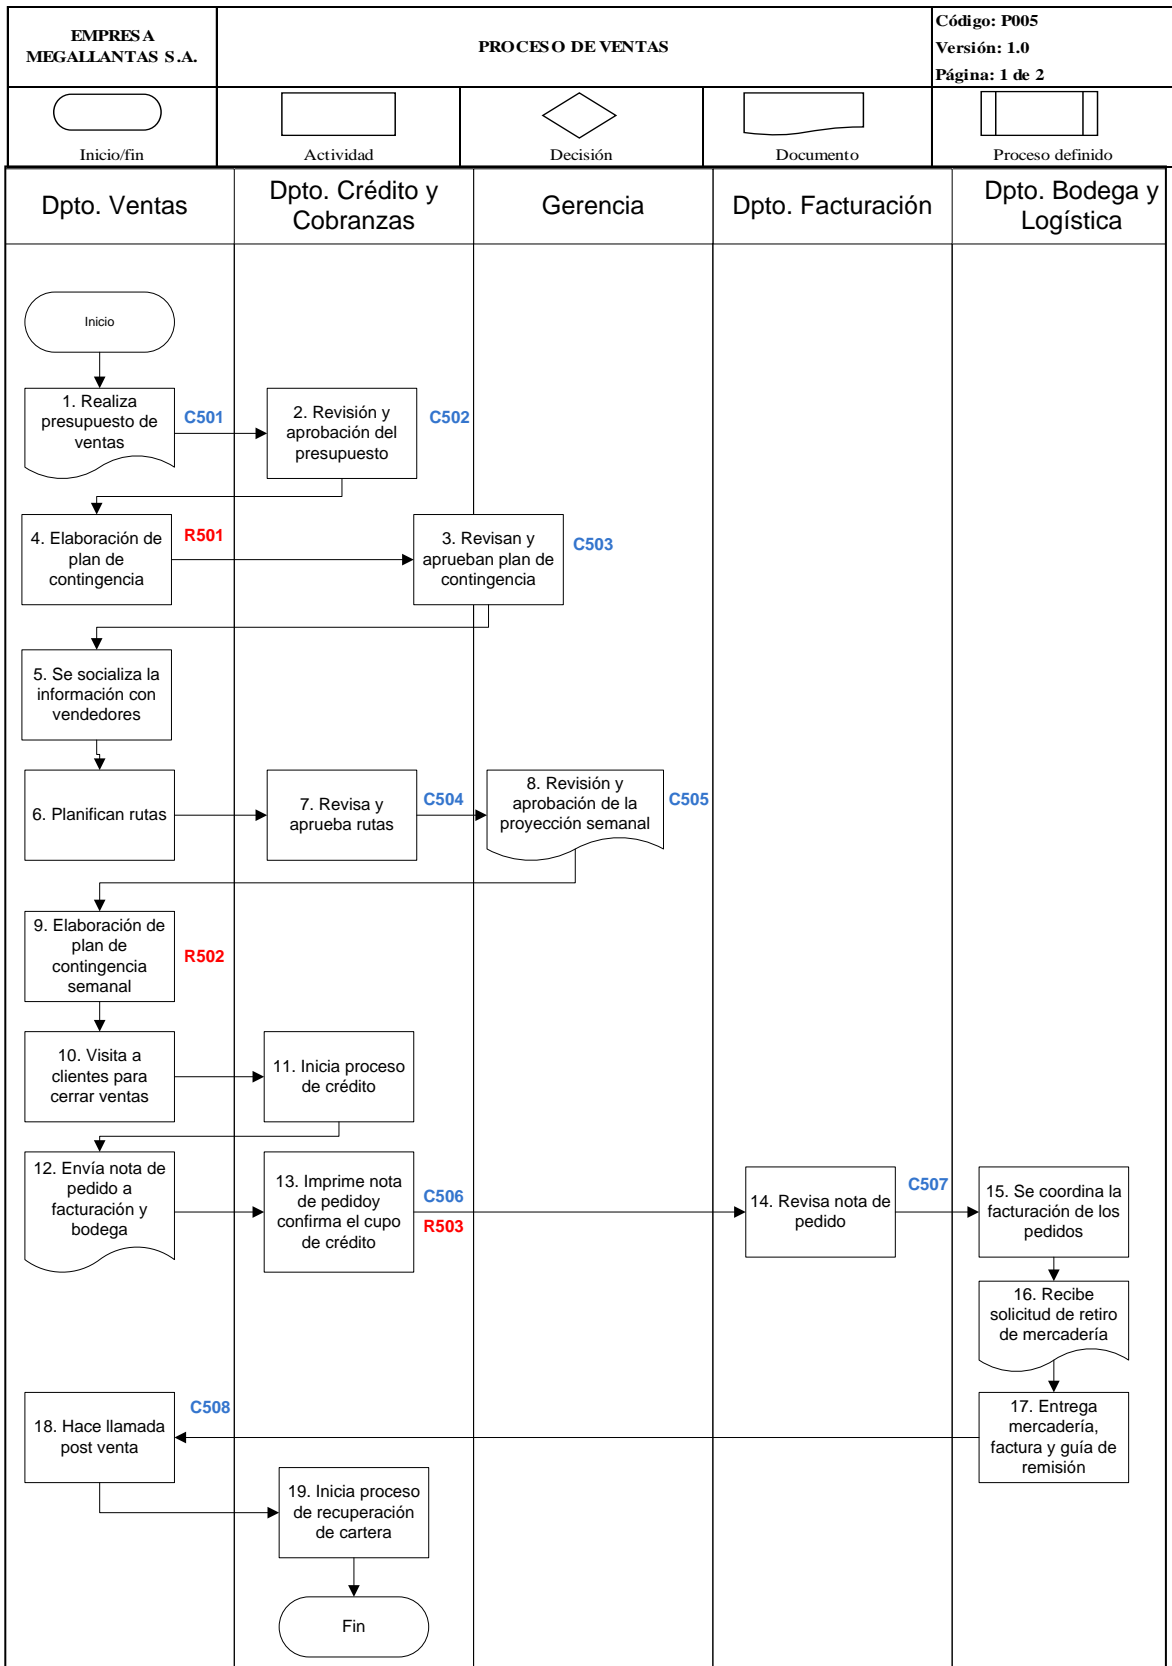 EMPRESA
MEGALLANTAS S.A.
PROCESO DE VENTAS
Código: P005
Versión: 1.0
Página: 1 de 2
Inicio/fin
Actividad
Decisión
Documento
Proceso definido
Dpto. Ventas
Dpto. Crédito y
Cobranzas
Gerencia
Dpto. Facturación
Dpto. Bodega y
Logística
Inicio
1. Realiza
presupuesto de
ventas
C501
2. Revisión y
aprobación del
presupuesto
C502
4. Elaboración de
plan de
contingencia
R501
3. Revisan y
aprueban plan de
contingencia
C503
5. Se socializa la
información con
vendedores
6. Planifican rutas
7. Revisa y
aprueba rutas
C504
8. Revisión y
aprobación de la
proyección semanal
C505
9. Elaboración de
plan de
contingencia
semanal
R502
10. Visita a
clientes para
cerrar ventas
11. Inicia proceso
de crédito
12. Envía nota de
pedido a
facturación y
bodega
13. Imprime nota
de pedidoy
confirma el cupo
de crédito
C506
R503
14. Revisa nota de
pedido
C507
15. Se coordina la
facturación de los
pedidos
16. Recibe
solicitud de retiro
de mercadería
17. Entrega
mercadería,
factura y guía de
remisión
18. Hace llamada
post venta
C508
19. Inicia proceso
de recuperación
de cartera
Fin